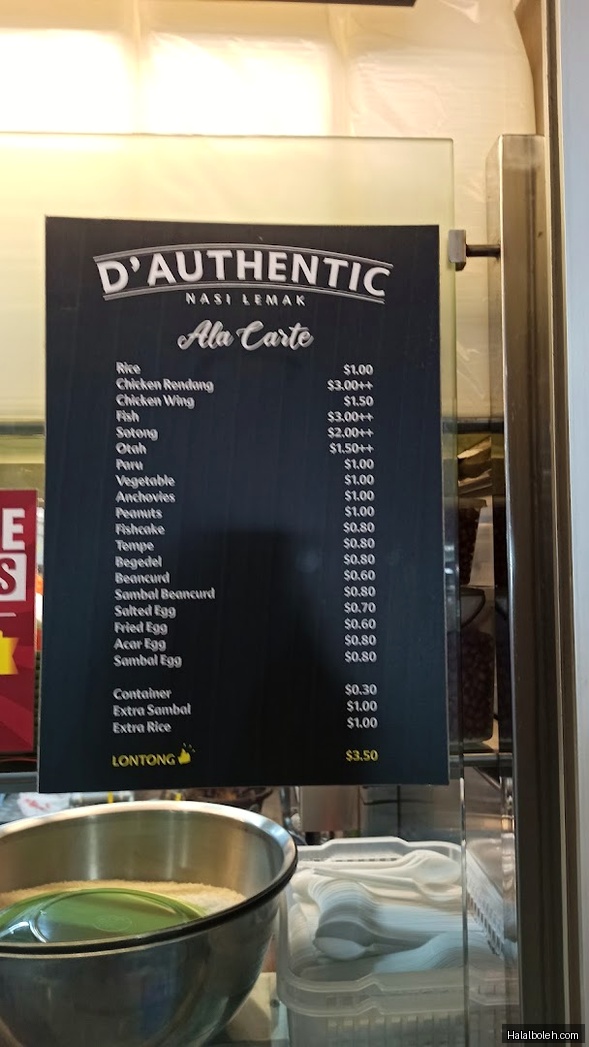 D'AUTHENTIC
NASI LEMAK
Ala Carte
Rice $1.00
Chicken Rendang $3.00++
Chicken Wing $1.50
Fish $3.00++
Sotong $2.00++
Otah $1.50++
Paru $1.00
Vegetable $1.00
Anchovies $1.00
Peanuts $1.00
Fishcake $0.80
Tempe $0.80
Begedel $0.80
Beancurd $0.60
Sambal Beancurd $0.80
Salted Egg $0.70
Fried Egg $0.60
Acar Egg $0.80
Sambal Egg $0.80
Container $0.30
Extra Sambal $1.00
Extra Rice $1.00
LONTONG $3.50
E
S
Halalboleh.com